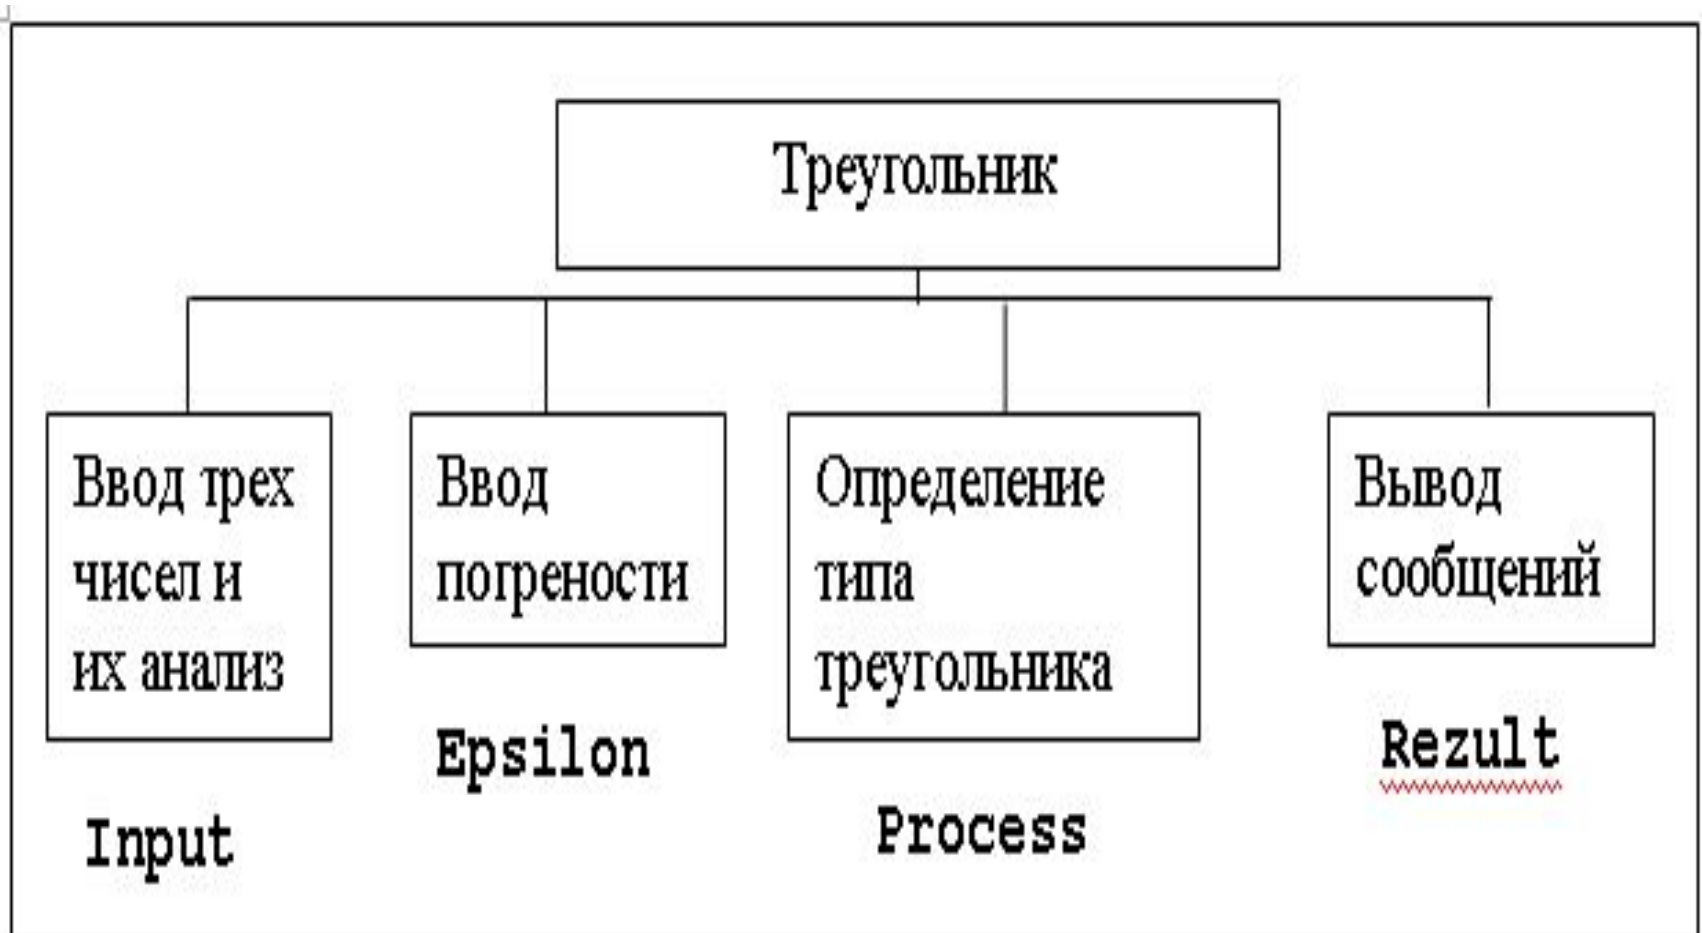 Треугольник
Ввод трех
чисел и
их анализ
Input
Ввод
погрености
Epsilon
Определение
типа
треугольника
Process
Вывод
сообщений
Rezult